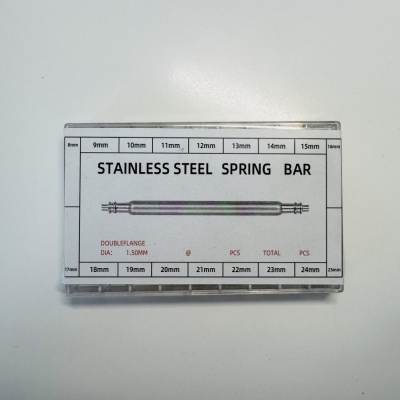 8mm 9mm 10mm 11mm 12mm 13mm 14mm 15mm 16mm
STAINLESS STEEL SPRING BAR
DOUBLEFLANGE
DIA: 1.50MM @ PCS TOTAL PCS
17mm 18mm 19mm 20mm 21mm 22mm 23mm 24mm 25mm